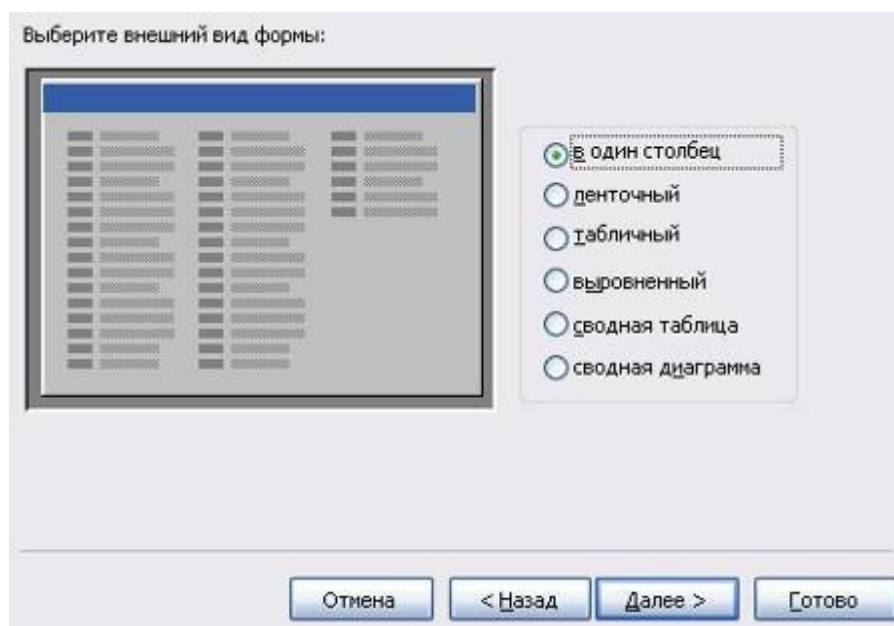 Выберите внешний вид формы:
в один столбец
ленточный
табличный
выровненный
сводная таблица
сводная диаграмма
Отмена
< Назад
Далее >
Готово